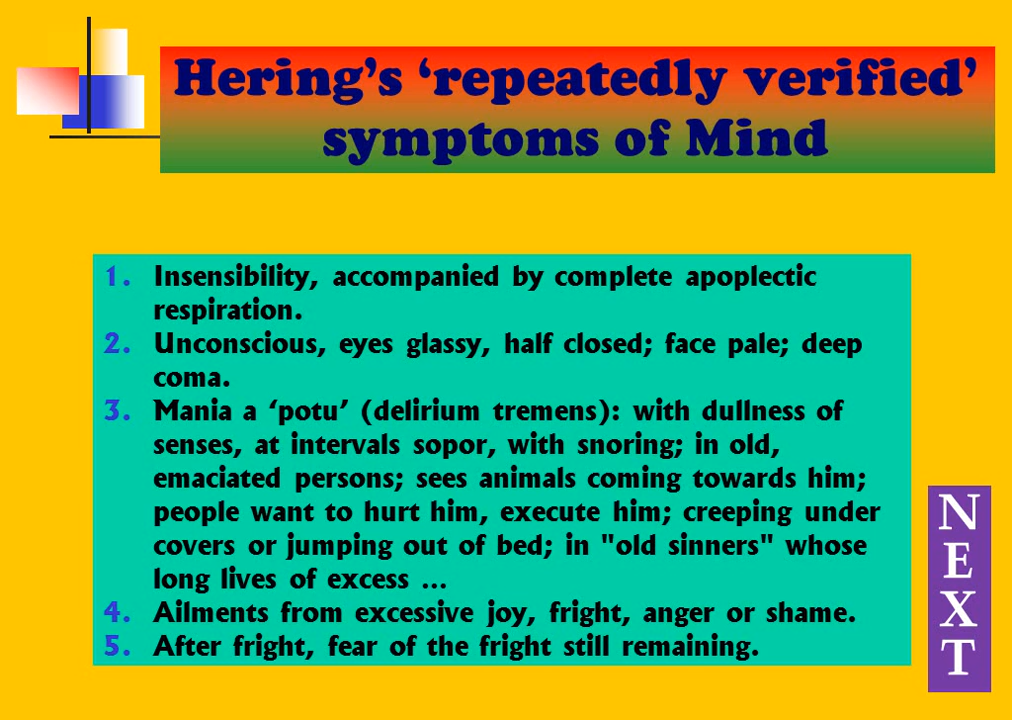 Hering’s ‘repeatedly verified’
symptoms of Mind
1. Insensibility, accompanied by complete apoplectic
respiration.
2. Unconscious, eyes glassy, half closed; face pale; deep
coma.
3. Mania a ‘potu’ (delirium tremens): with dullness of
senses, at intervals sopor, with snoring; in old,
emaciated persons; sees animals coming towards him;
people want to hurt him, execute him; creeping under
covers or jumping out of bed; in "old sinners" whose
long lives of excess ...
4. Ailments from excessive joy, fright, anger or shame.
5. After fright, fear of the fright still remaining.
NEXT